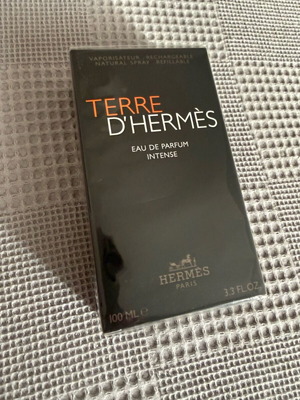 VAPORISATEUR - RECHARGEABLE
NATURAL SPRAY - REFILLABLE
TERRE
D'HERMÈS
EAU DE PARFUM
INTENSE
HERMÈS
PARIS
100 ML ℮
3.3 FL.OZ